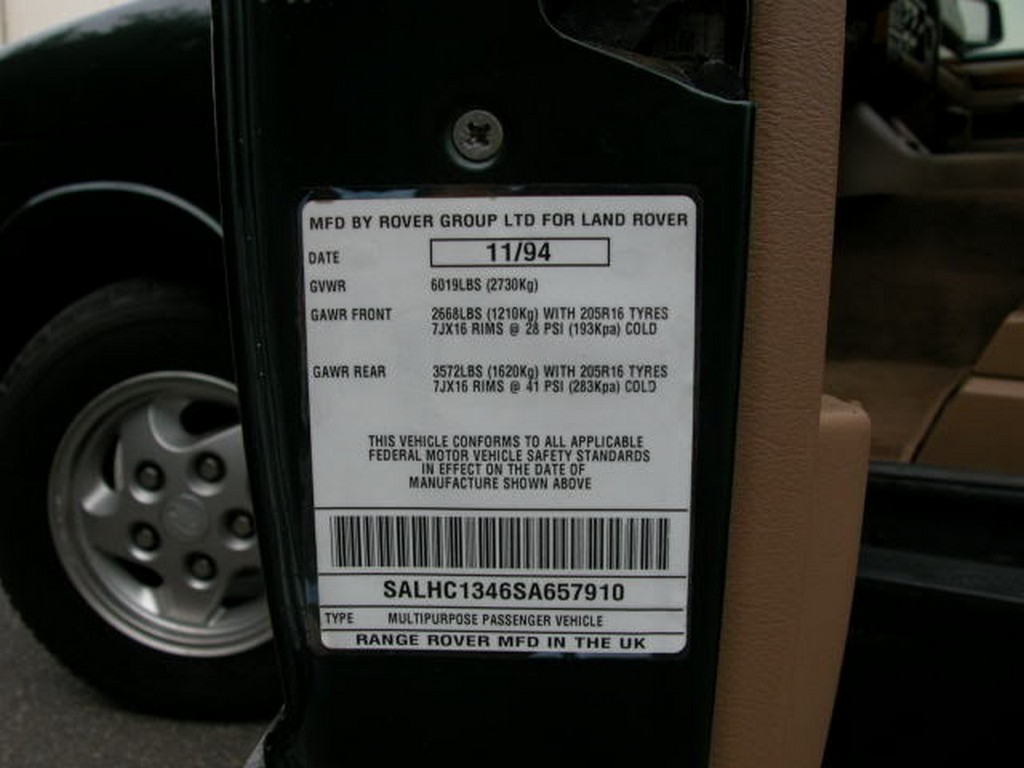 MFD BY ROVER GROUP LTD FOR LAND ROVER
DATE 11/94
GVWR 6019LBS (2730Kg)
GAWR FRONT 2668LBS (1210Kg) WITH 205R16 TYRES
7JX16 RIMS @ 28 PSI (193Kpa) COLD
GAWR REAR 3572LBS (1620Kg) WITH 205R16 TYRES
7JX16 RIMS @ 41 PSI (283Kpa) COLD
THIS VEHICLE CONFORMS TO ALL APPLICABLE
FEDERAL MOTOR VEHICLE SAFETY STANDARDS
IN EFFECT ON THE DATE OF
MANUFACTURE SHOWN ABOVE
SALHC1346SA657910
TYPE MULTIPURPOSE PASSENGER VEHICLE
RANGE ROVER MFD IN THE UK